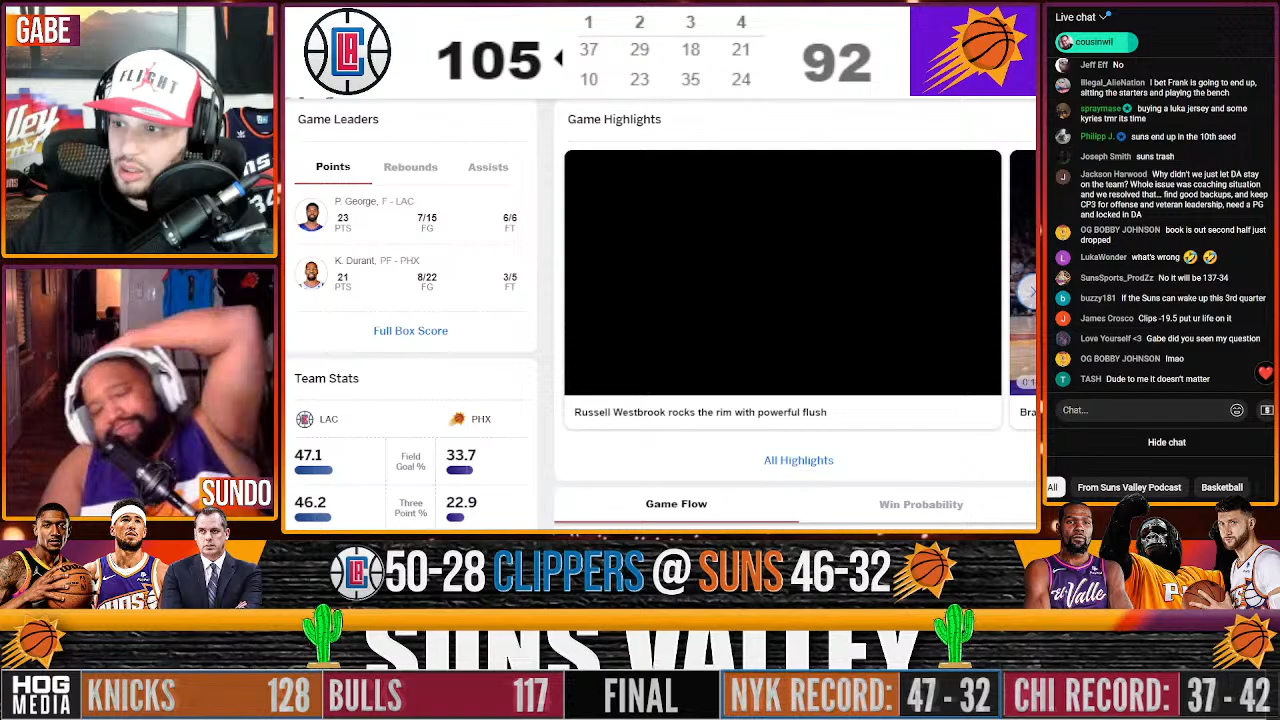 GABE
FLIGHT
SUNDO
LA
105
92
1 2 3 4
37 29 18 21
10 23 35 24
Game Leaders
Points Rebounds Assists
P. George, F - LAC
23 7/15 6/6
PTS FG FT
K. Durant, PF - PHX
21 8/22 3/5
PTS FG FT
Full Box Score
Team Stats
LAC PHX
47.1 Field Goal % 33.7
46.2 Three Point % 22.9
Game Highlights
Russell Westbrook rocks the rim with powerful flush
Bra
All Highlights
Game Flow Win Probability
Live chat
cousinwil
Jeff Eff No
Illegal_AlieNation I bet Frank is going to end up,
sitting the starters and playing the bench
spraymase buying a luka jersey and some
kyries tmr its time
Philipp J. suns end up in the 10th seed
Joseph Smith suns trash
Jackson Harwood Why didn't we just let DA stay
on the team? Whole issue was coaching situation
and we resolved that... find good backups, and keep
CP3 for offense and veteran leadership, need a PG
and locked in DA
OG BOBBY JOHNSON book is out second half just
dropped
LukaWonder what's wrong 🤣 🤣
SunsSports_ProdZz No it will be 137-34
buzzy181 If the Suns can wake up this 3rd quarter
James Crosco Clips -19.5 put ur life on it
Love Yourself <3 Gabe did you seen my question
OG BOBBY JOHNSON lmao
TASH Dude to me it doesn't matter
Chat...
Hide chat
All From Suns Valley Podcast Basketball
50-28 CLIPPERS @ SUNS 46-32
SUNS VALLEY
HOG MEDIA
KNICKS 128 BULLS 117 FINAL NYK RECORD: 47 - 32 CHI RECORD: 37 - 42